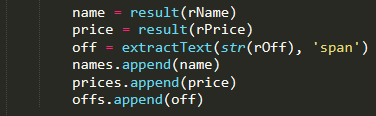 name = result(rName)
price = result(rPrice)
off = extractText(str(rOff), 'span')
names.append(name)
prices.append(price)
offs.append(off)